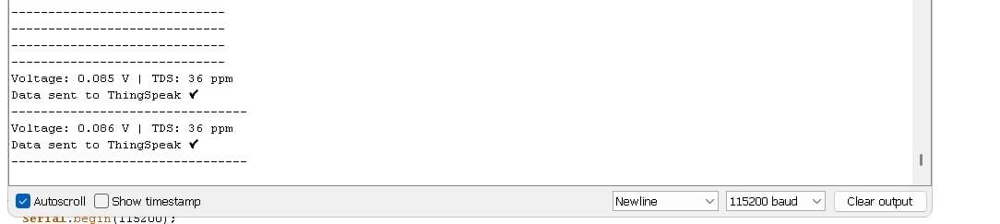 -----------------------------
-----------------------------
-----------------------------
-----------------------------
Voltage: 0.085 V | TDS: 36 ppm
Data sent to ThingSpeak ✔
--------------------------------
Voltage: 0.086 V | TDS: 36 ppm
Data sent to ThingSpeak ✔
--------------------------------
Autoscroll Show timestamp Newline 115200 baud Clear output
Serial.begin(115200);